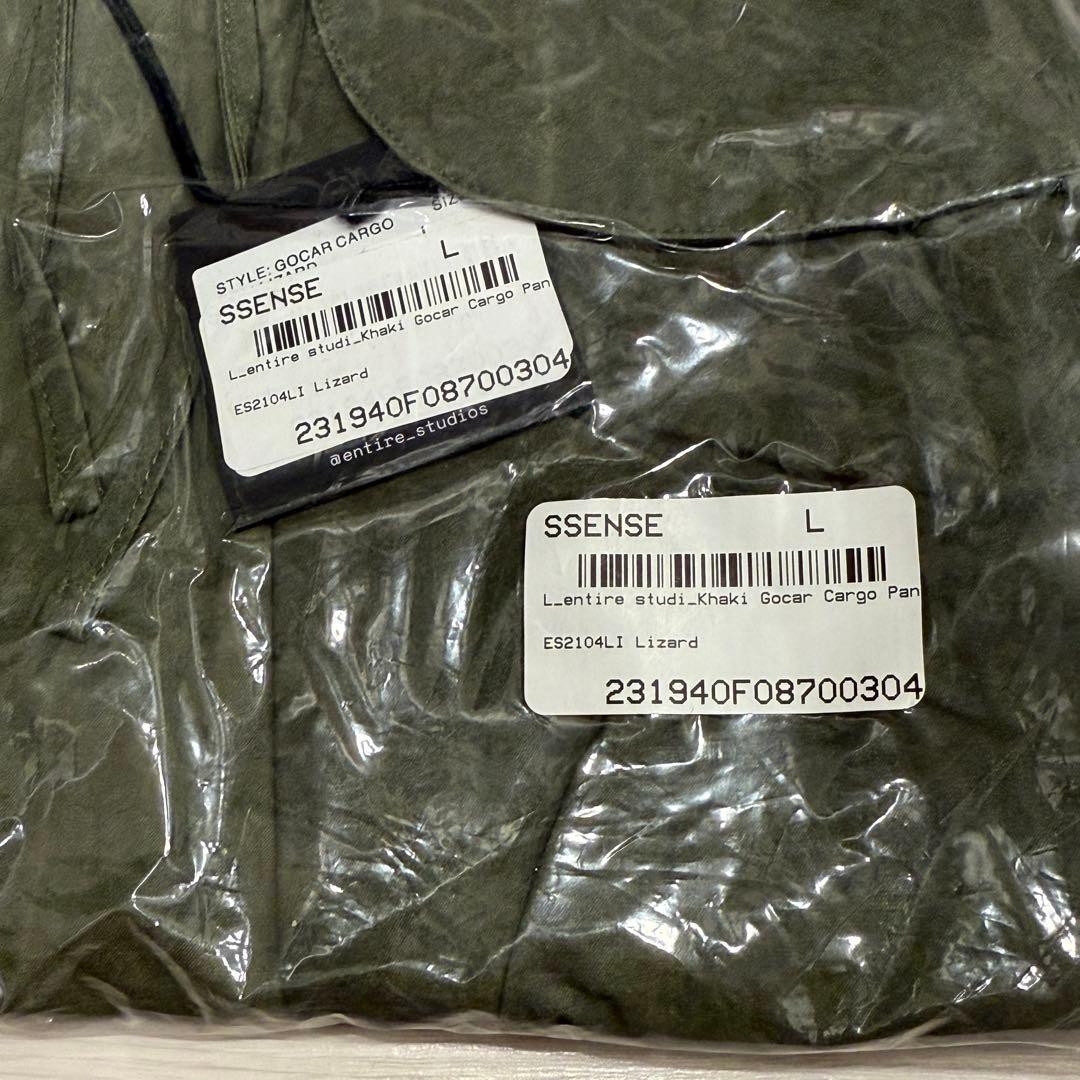 STYLE: GOCAR CARGO
SIZ
SSENSE L
L_entire studi_Khaki Gocar Cargo Pan
ES2104LI Lizard
231940F08700304
@entire_studios
SSENSE L
L_entire studi_Khaki Gocar Cargo Pan
ES2104LI Lizard
231940F08700304